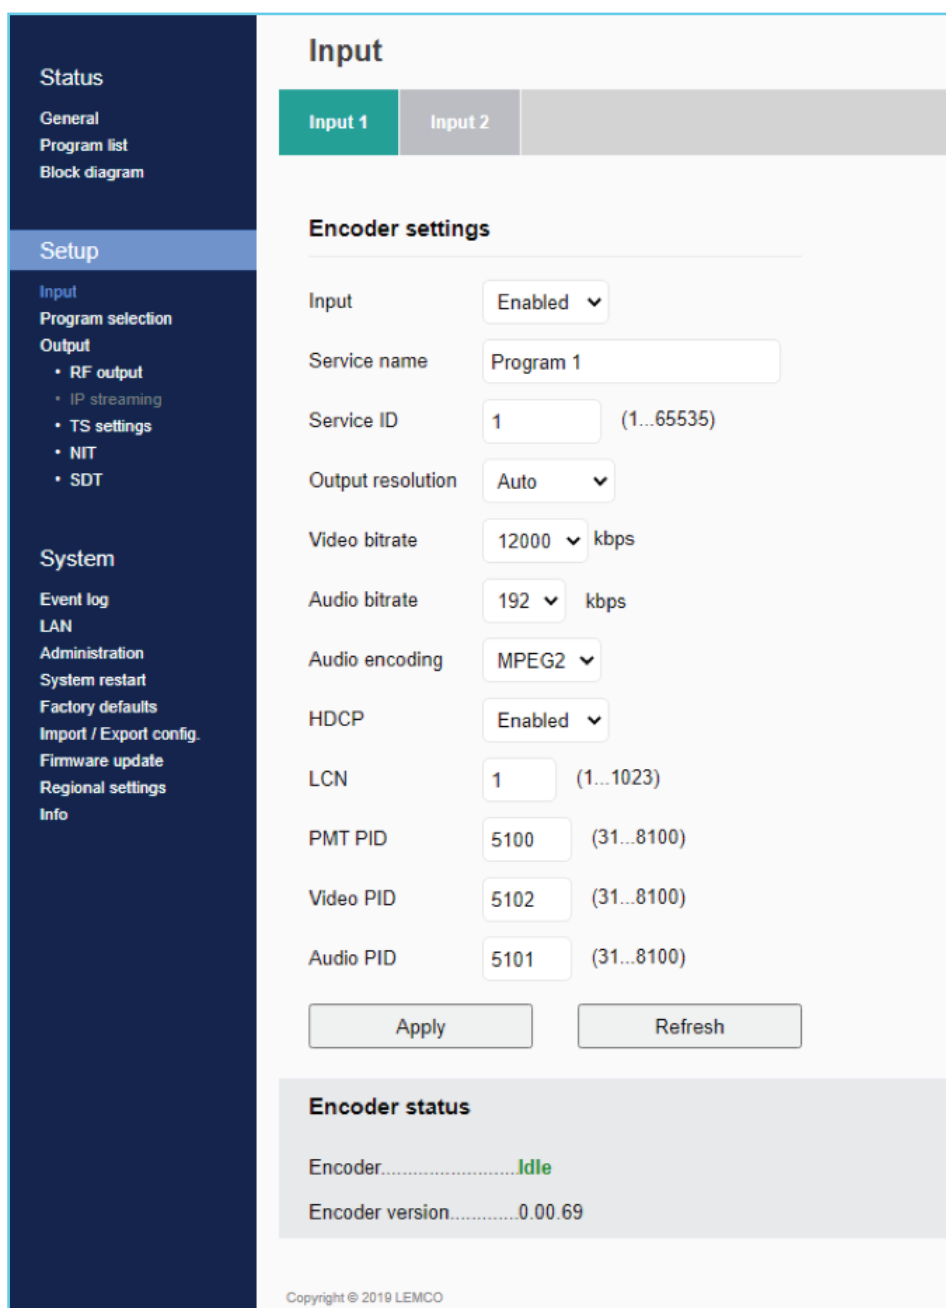 Status
General
Program list
Block diagram
Setup
Input
Program selection
Output
• RF output
• IP streaming
• TS settings
• NIT
• SDT
System
Event log
LAN
Administration
System restart
Factory defaults
Import / Export config.
Firmware update
Regional settings
Info
Input
Input 1 Input 2
Encoder settings
Input Enabled
Service name Program 1
Service ID 1 (1...65535)
Output resolution Auto
Video bitrate 12000 kbps
Audio bitrate 192 kbps
Audio encoding MPEG2
HDCP Enabled
LCN 1 (1...1023)
PMT PID 5100 (31...8100)
Video PID 5102 (31...8100)
Audio PID 5101 (31...8100)
Apply Refresh
Encoder status
Encoder..........................Idle
Encoder version.............0.00.69
Copyright © 2019 LEMCO